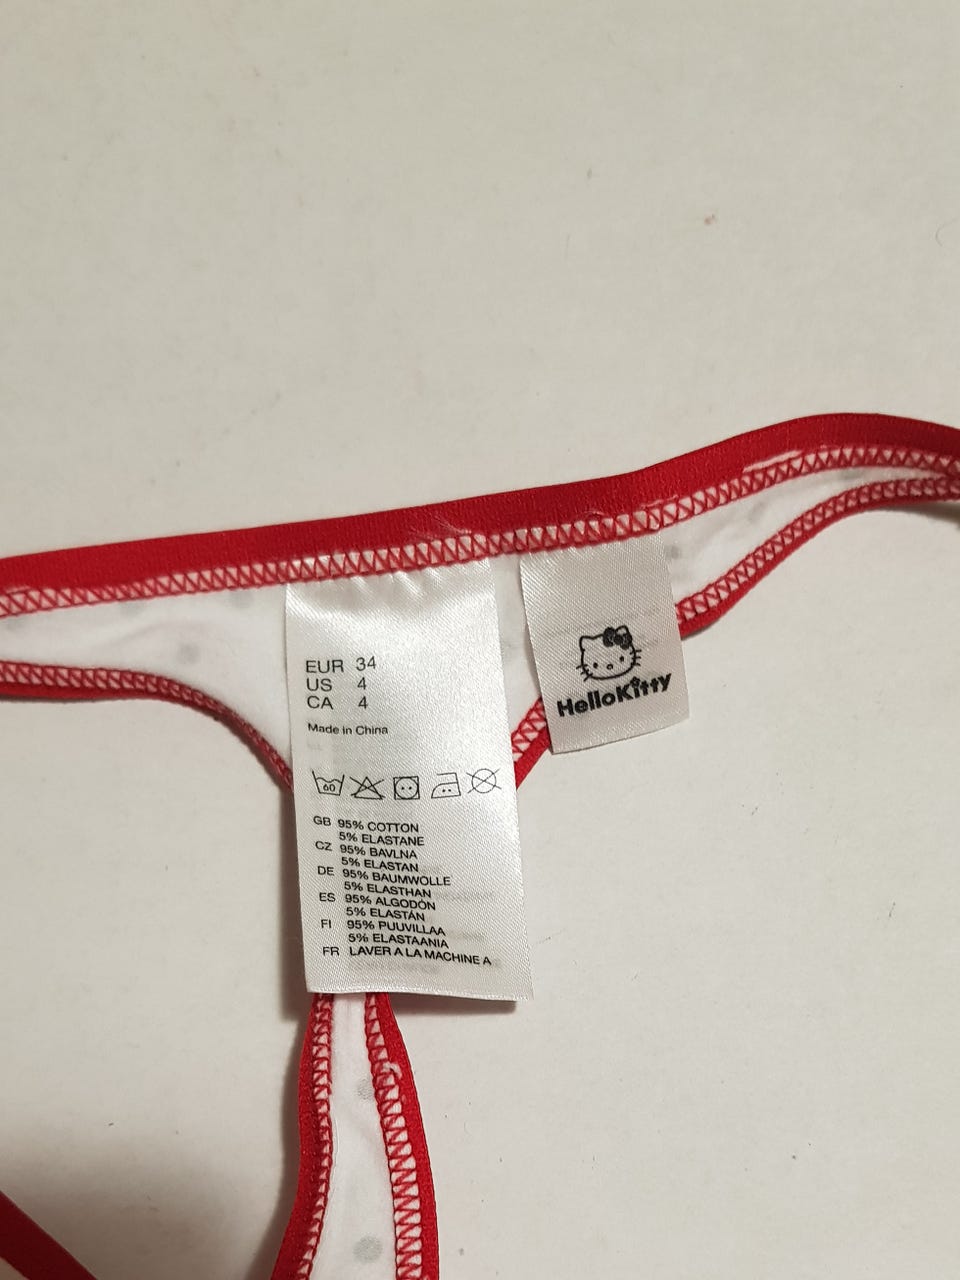 EUR 34
US 4
CA 4
Made in China
60
GB 95% COTTON
5% ELASTANE
CZ 95% BAVLNA
5% ELASTAN
DE 95% BAUMWOLLE
5% ELASTHAN
ES 95% ALGODÓN
5% ELASTÁN
FI 95% PUUVILLAA
5% ELASTAANIA
FR LAVER A LA MACHINE A
HelloKitty